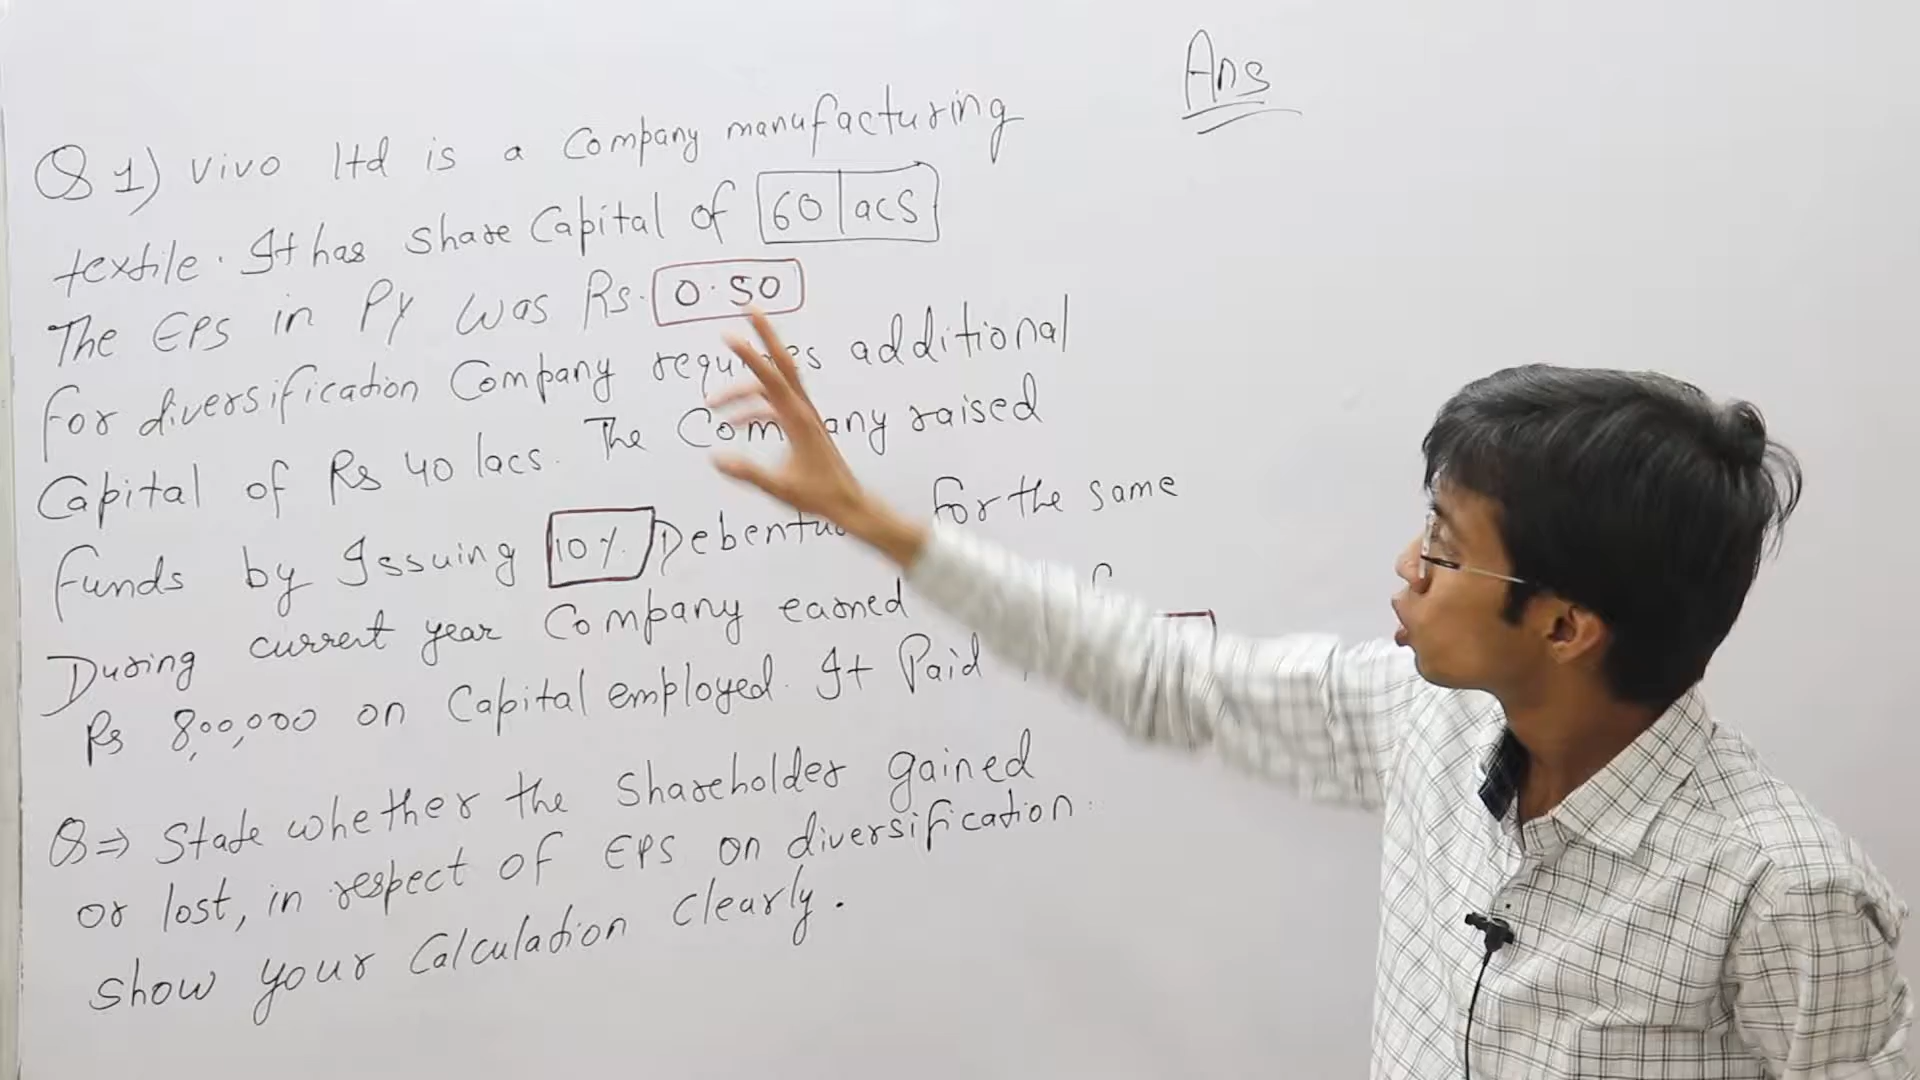 Ans
Q 1) Vivo ltd is a Company manufacturing
textile. It has share Capital of 60 lacs
The EPS in PY was Rs. 0.50
for diversification Company requires additional
Capital of Rs 40 lacs. The Company raised
funds by Issuing 10% for the same
During current year Company earned
Rs 8,00,000 on Capital employed. It Paid
Q ⇒ State whether the shareholder gained
or lost, in respect of EPS on diversification.
show your Calculation clearly.